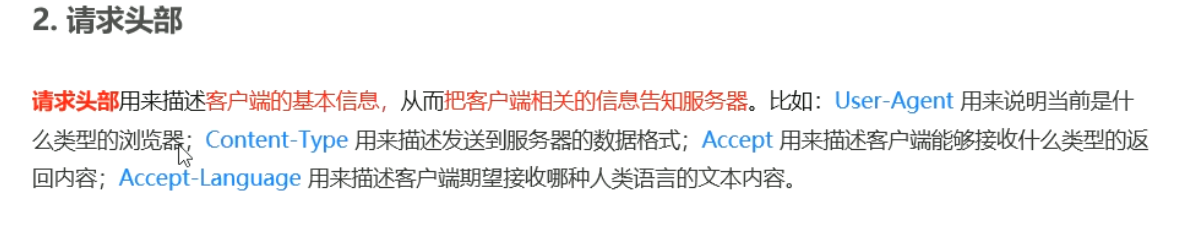 2. 请求头部
请求头部用来描述客户端的基本信息，从而把客户端相关的信息告知服务器。比如：User-Agent 用来说明当前是什
么类型的浏览器；Content-Type 用来描述发送到服务器的数据格式；Accept 用来描述客户端能够接收什么类型的返
回内容；Accept-Language 用来描述客户端期望接收哪种人类语言的文本内容。